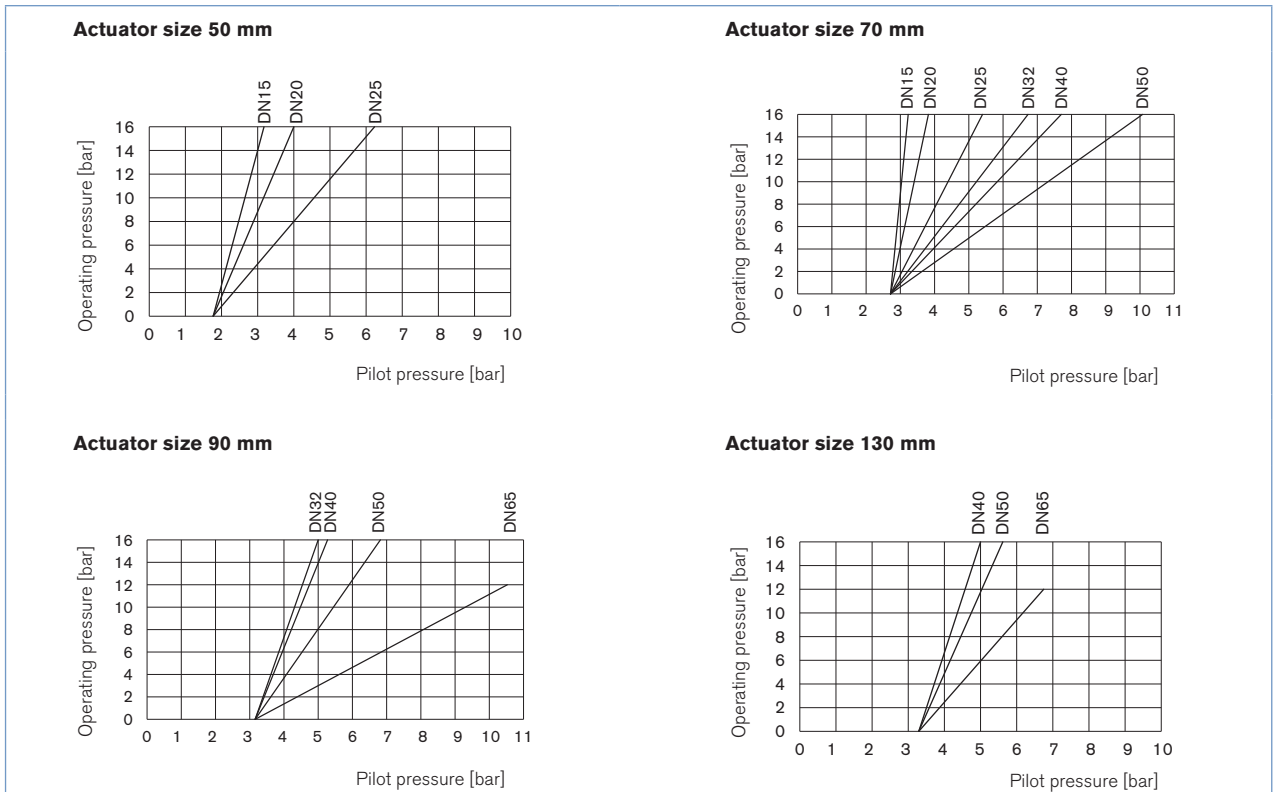 Actuator size 50 mm
DN15 DN20 DN25
Operating pressure [bar]
16
14
12
10
8
6
4
2
0
0 1 2 3 4 5 6 7 8 9 10
Pilot pressure [bar]
Actuator size 70 mm
DN15 DN20 DN25 DN32 DN40 DN50
Operating pressure [bar]
16
14
12
10
8
6
4
2
0
0 1 2 3 4 5 6 7 8 9 10 11
Pilot pressure [bar]
Actuator size 90 mm
DN32 DN40 DN50 DN65
Operating pressure [bar]
16
14
12
10
8
6
4
2
0
0 1 2 3 4 5 6 7 8 9 10 11
Pilot pressure [bar]
Actuator size 130 mm
DN40 DN50 DN65
Operating pressure [bar]
16
14
12
10
8
6
4
2
0
0 1 2 3 4 5 6 7 8 9 10
Pilot pressure [bar]